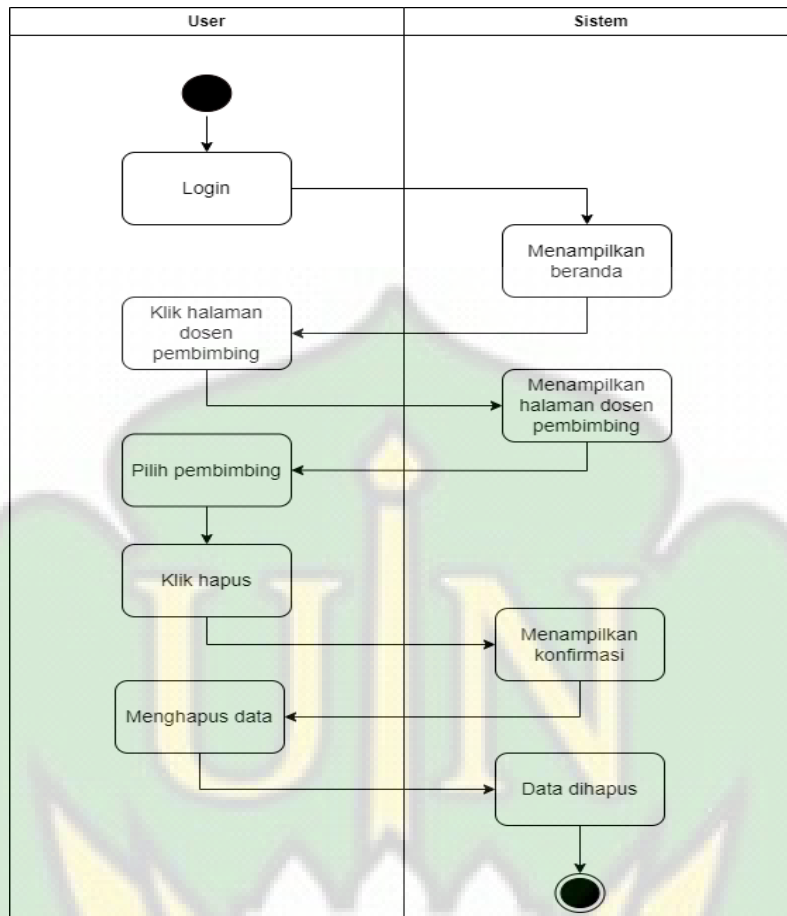 User
Sistem
Login
Menampilkan
beranda
Klik halaman
dosen
pembimbing
Menampilkan
halaman dosen
pembimbing
Pilih pembimbing
Klik hapus
Menampilkan
konfirmasi
Menghapus data
Data dihapus
UIN